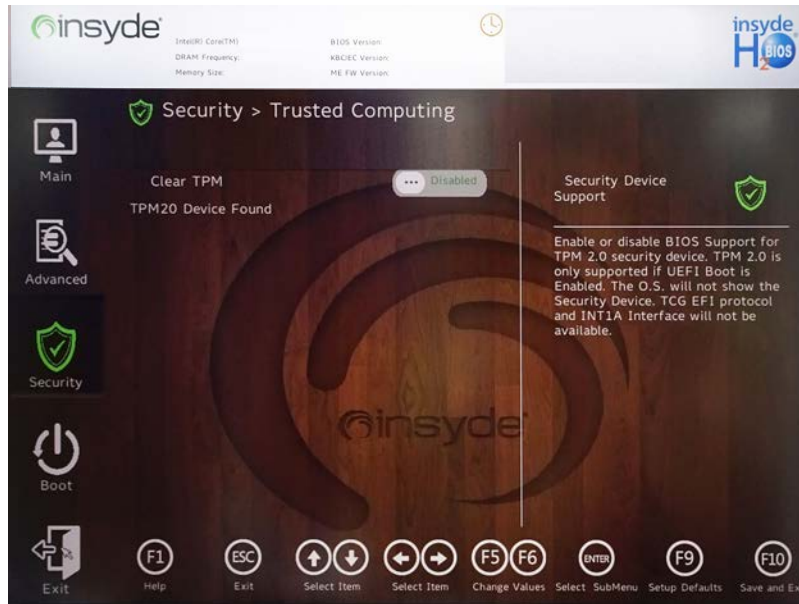 insyde
Intel(R) Core(TM)
DRAM Frequency:
Memory Size:
BIOS Version:
KBC/EC Version:
ME FW Version:
insyde
H2O
BIOS
Security > Trusted Computing
Main
Advanced
Security
Boot
Exit
Clear TPM
Disabled
TPM20 Device Found
insyde
Security Device
Support
Enable or disable BIOS Support for
TPM 2.0 security device. TPM 2.0 is
only supported if UEFI Boot is
Enabled. The O.S. will not show the
Security Device. TCG EFI protocol
and INT1A Interface will not be
available.
F1
Help
ESC
Exit
Select Item
Select Item
F5 F6
Change Values
ENTER
Select SubMenu
F9
Setup Defaults
F10
Save and Ex